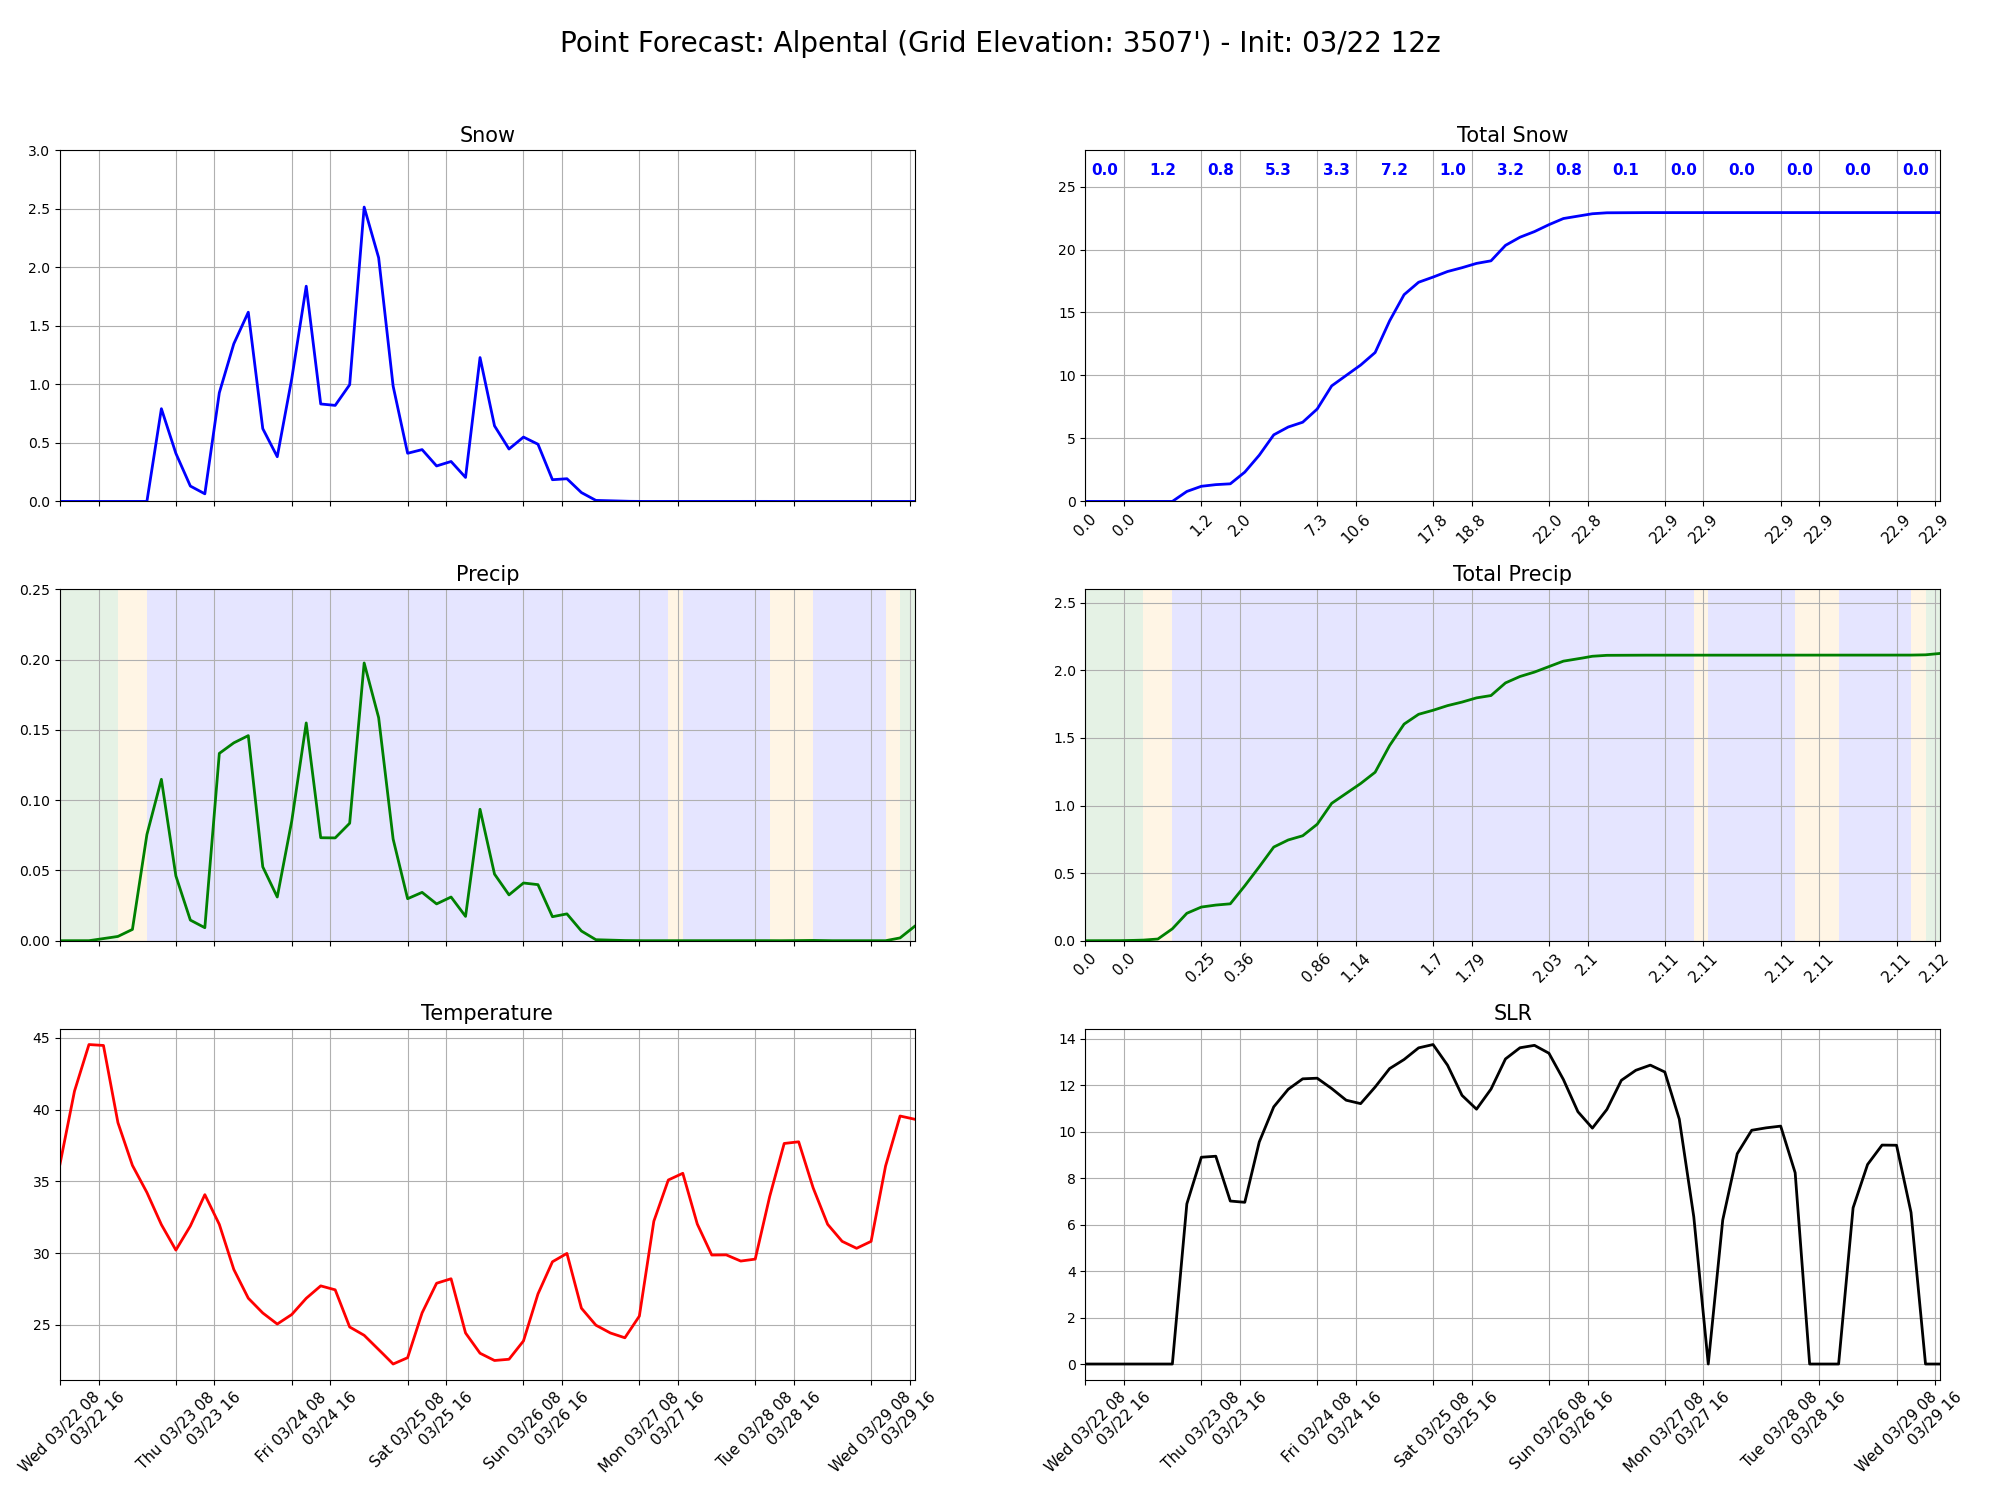 Point Forecast: Alpental (Grid Elevation: 3507') - Init: 03/22 12z
Snow
3.0
2.5
2.0
1.5
1.0
0.5
0.0
Total Snow
0.0 1.2 0.8 5.3 3.3 7.2 1.0 3.2 0.8 0.1 0.0 0.0 0.0 0.0 0.0
25
20
15
10
5
0
0.0 0.0 1.2 2.0 7.3 10.6 17.8 18.8 22.0 22.8 22.9 22.9 22.9 22.9 22.9 22.9
Precip
0.25
0.20
0.15
0.10
0.05
0.00
Total Precip
2.5
2.0
1.5
1.0
0.5
0.0
0.0 0.0 0.25 0.36 0.86 1.14 1.7 1.79 2.03 2.1 2.11 2.11 2.11 2.11 2.11 2.12
Temperature
45
40
35
30
25
Wed 03/22 08
03/22 16
Thu 03/23 08
03/23 16
Fri 03/24 08
03/24 16
Sat 03/25 08
03/25 16
Sun 03/26 08
03/26 16
Mon 03/27 08
03/27 16
Tue 03/28 08
03/28 16
Wed 03/29 08
03/29 16
SLR
14
12
10
8
6
4
2
0
Wed 03/22 08
03/22 16
Thu 03/23 08
03/23 16
Fri 03/24 08
03/24 16
Sat 03/25 08
03/25 16
Sun 03/26 08
03/26 16
Mon 03/27 08
03/27 16
Tue 03/28 08
03/28 16
Wed 03/29 08
03/29 16